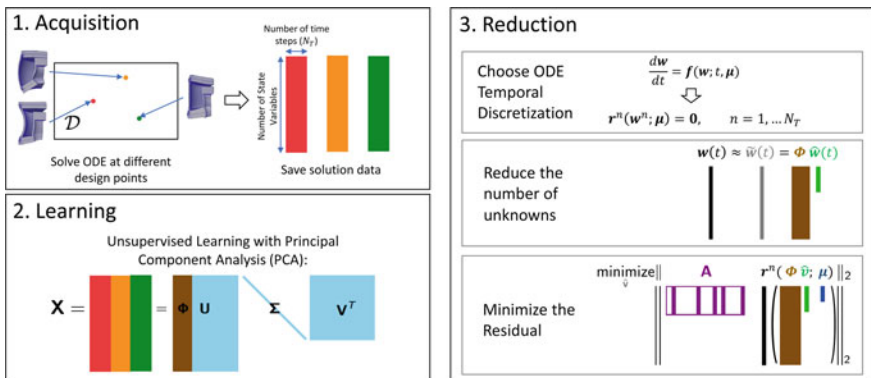 1. Acquisition
Number of time
steps (N_T)
Number of State
Variables
𝒟
Solve ODE at different
design points
Save solution data
2. Learning
Unsupervised Learning with Principal
Component Analysis (PCA):
X = = Φ U Σ V^T
3. Reduction
Choose ODE
Temporal
Discretization
dw/dt = f(w; t, μ)
r^n(w^n; μ) = 0, n = 1, … N_T
Reduce the
number of
unknowns
w(t) ≈ w̃(t) = Φ ŵ(t)
Minimize the
Residual
minimize || A r^n( Φ v̂; μ) ||_2
v̂
|| ( ) ||_2